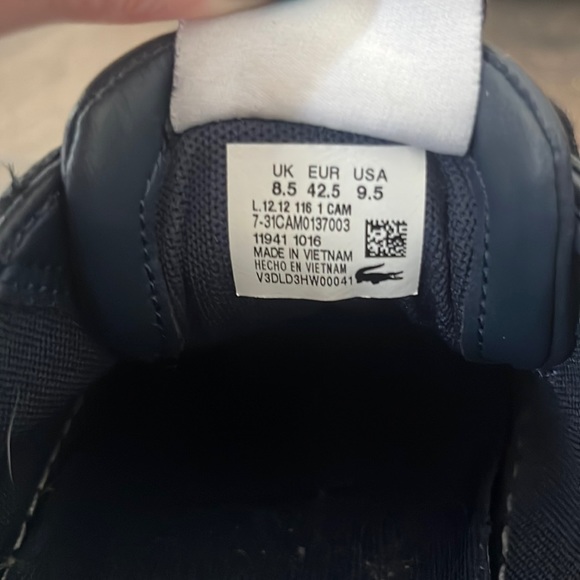 UK EUR USA
8.5 42.5 9.5
L.12.12 116 1 CAM
7-31CAM0137003
11941 1016
MADE IN VIETNAM
HECHO EN VIETNAM
V3DLD3HW00041